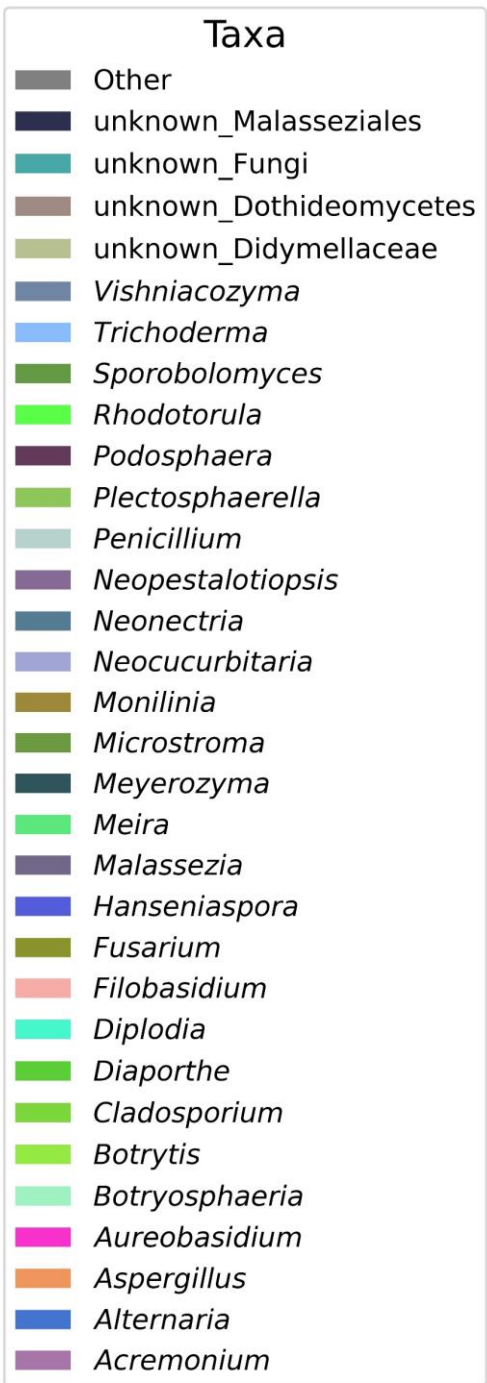 Taxa
Other
unknown_Malasseziales
unknown_Fungi
unknown_Dothideomycetes
unknown_Didymellaceae
Vishniacozyma
Trichoderma
Sporobolomyces
Rhodotorula
Podosphaera
Plectosphaerella
Penicillium
Neopestalotiopsis
Neonectria
Neocucurbitaria
Monilinia
Microstroma
Meyerozyma
Meira
Malassezia
Hanseniaspora
Fusarium
Filobasidium
Diplodia
Diaporthe
Cladosporium
Botrytis
Botryosphaeria
Aureobasidium
Aspergillus
Alternaria
Acremonium